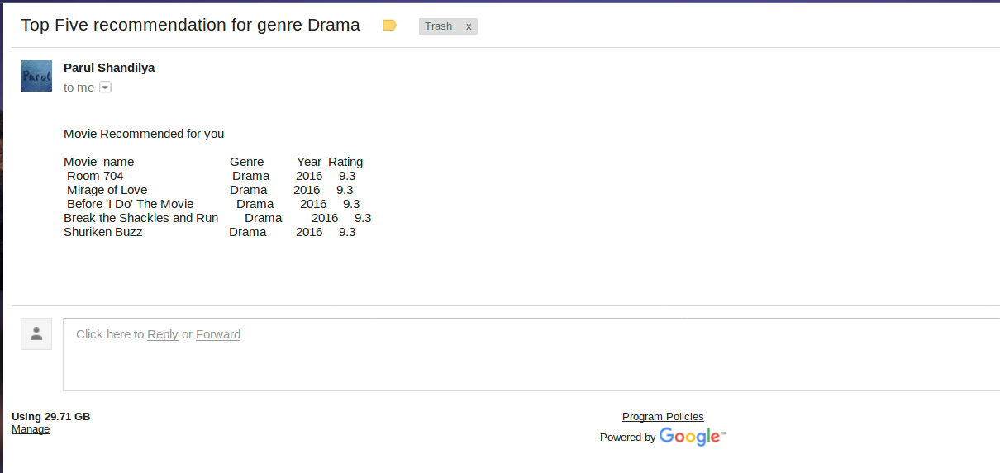 Top Five recommendation for genre Drama
Trash x
Parul
Parul Shandilya
to me
Movie Recommended for you
Movie_name Genre Year Rating
Room 704 Drama 2016 9.3
Mirage of Love Drama 2016 9.3
Before 'I Do' The Movie Drama 2016 9.3
Break the Shackles and Run Drama 2016 9.3
Shuriken Buzz Drama 2016 9.3
Click here to Reply or Forward
Using 29.71 GB
Manage
Program Policies
Powered by Google™